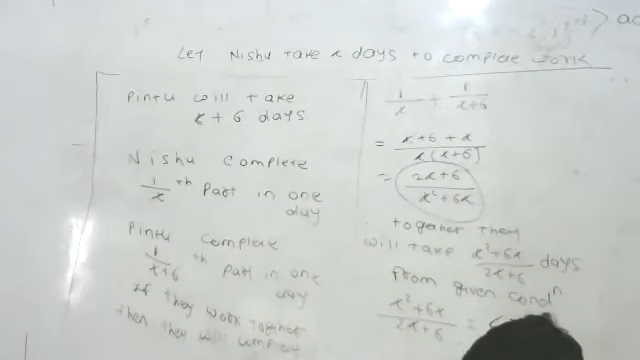 Let Nishu take x days to complete work
Pintu will take
x + 6 days
Nishu complete
1/x th part in one
day
Pintu complete
1/x+6 th part in one
day
If they work together
then they will
1/x + 1/x+6
= x+6+x / x(x+6)
= 2x+6 / x²+6x
together they
will take x²+6x / 2x+6 days
From given condⁿ
x²+6x / 2x+6 =